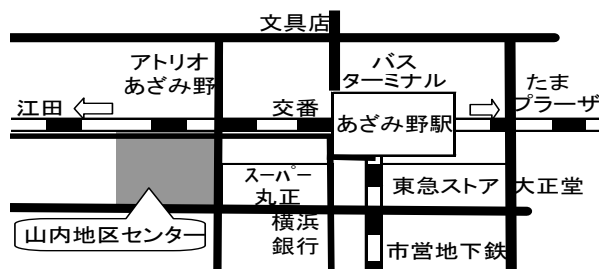 文具店
アトリオ
あざみ野
バス
ターミナル
たま
プラーザ
江田
交番
あざみ野駅
スーパー
丸正
東急ストア
大正堂
横浜
銀行
山内地区センター
市営地下鉄